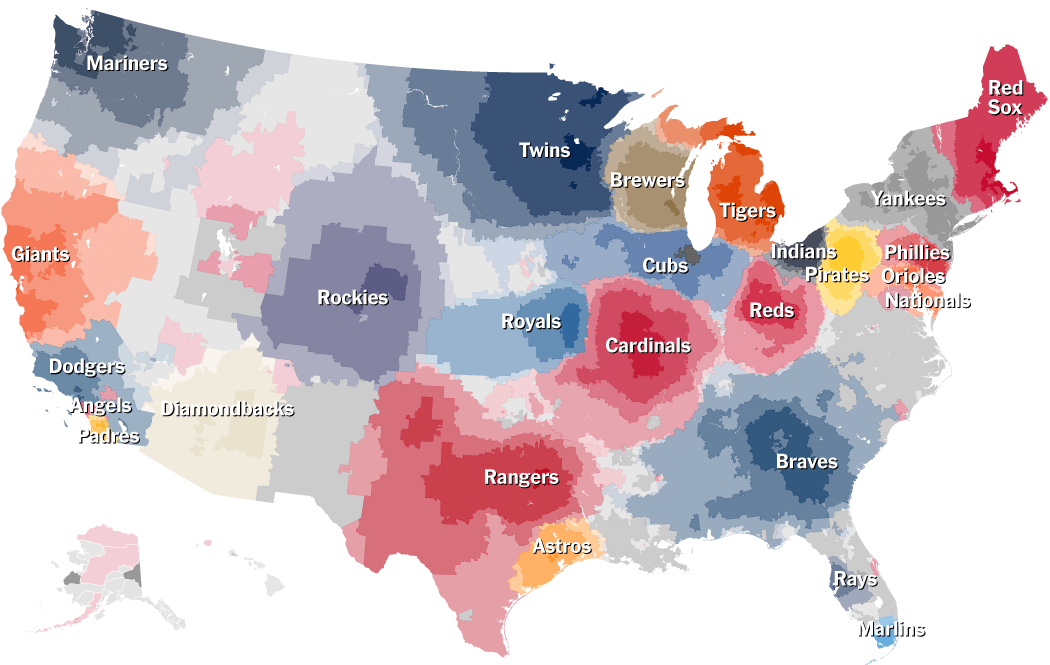 Mariners
Red
Sox
Twins
Brewers
Yankees
Tigers
Giants
Indians
Phillies
Cubs
Pirates
Orioles
Rockies
Nationals
Reds
Royals
Cardinals
Dodgers
Angels
Diamondbacks
Padres
Braves
Rangers
Astros
Rays
Marlins